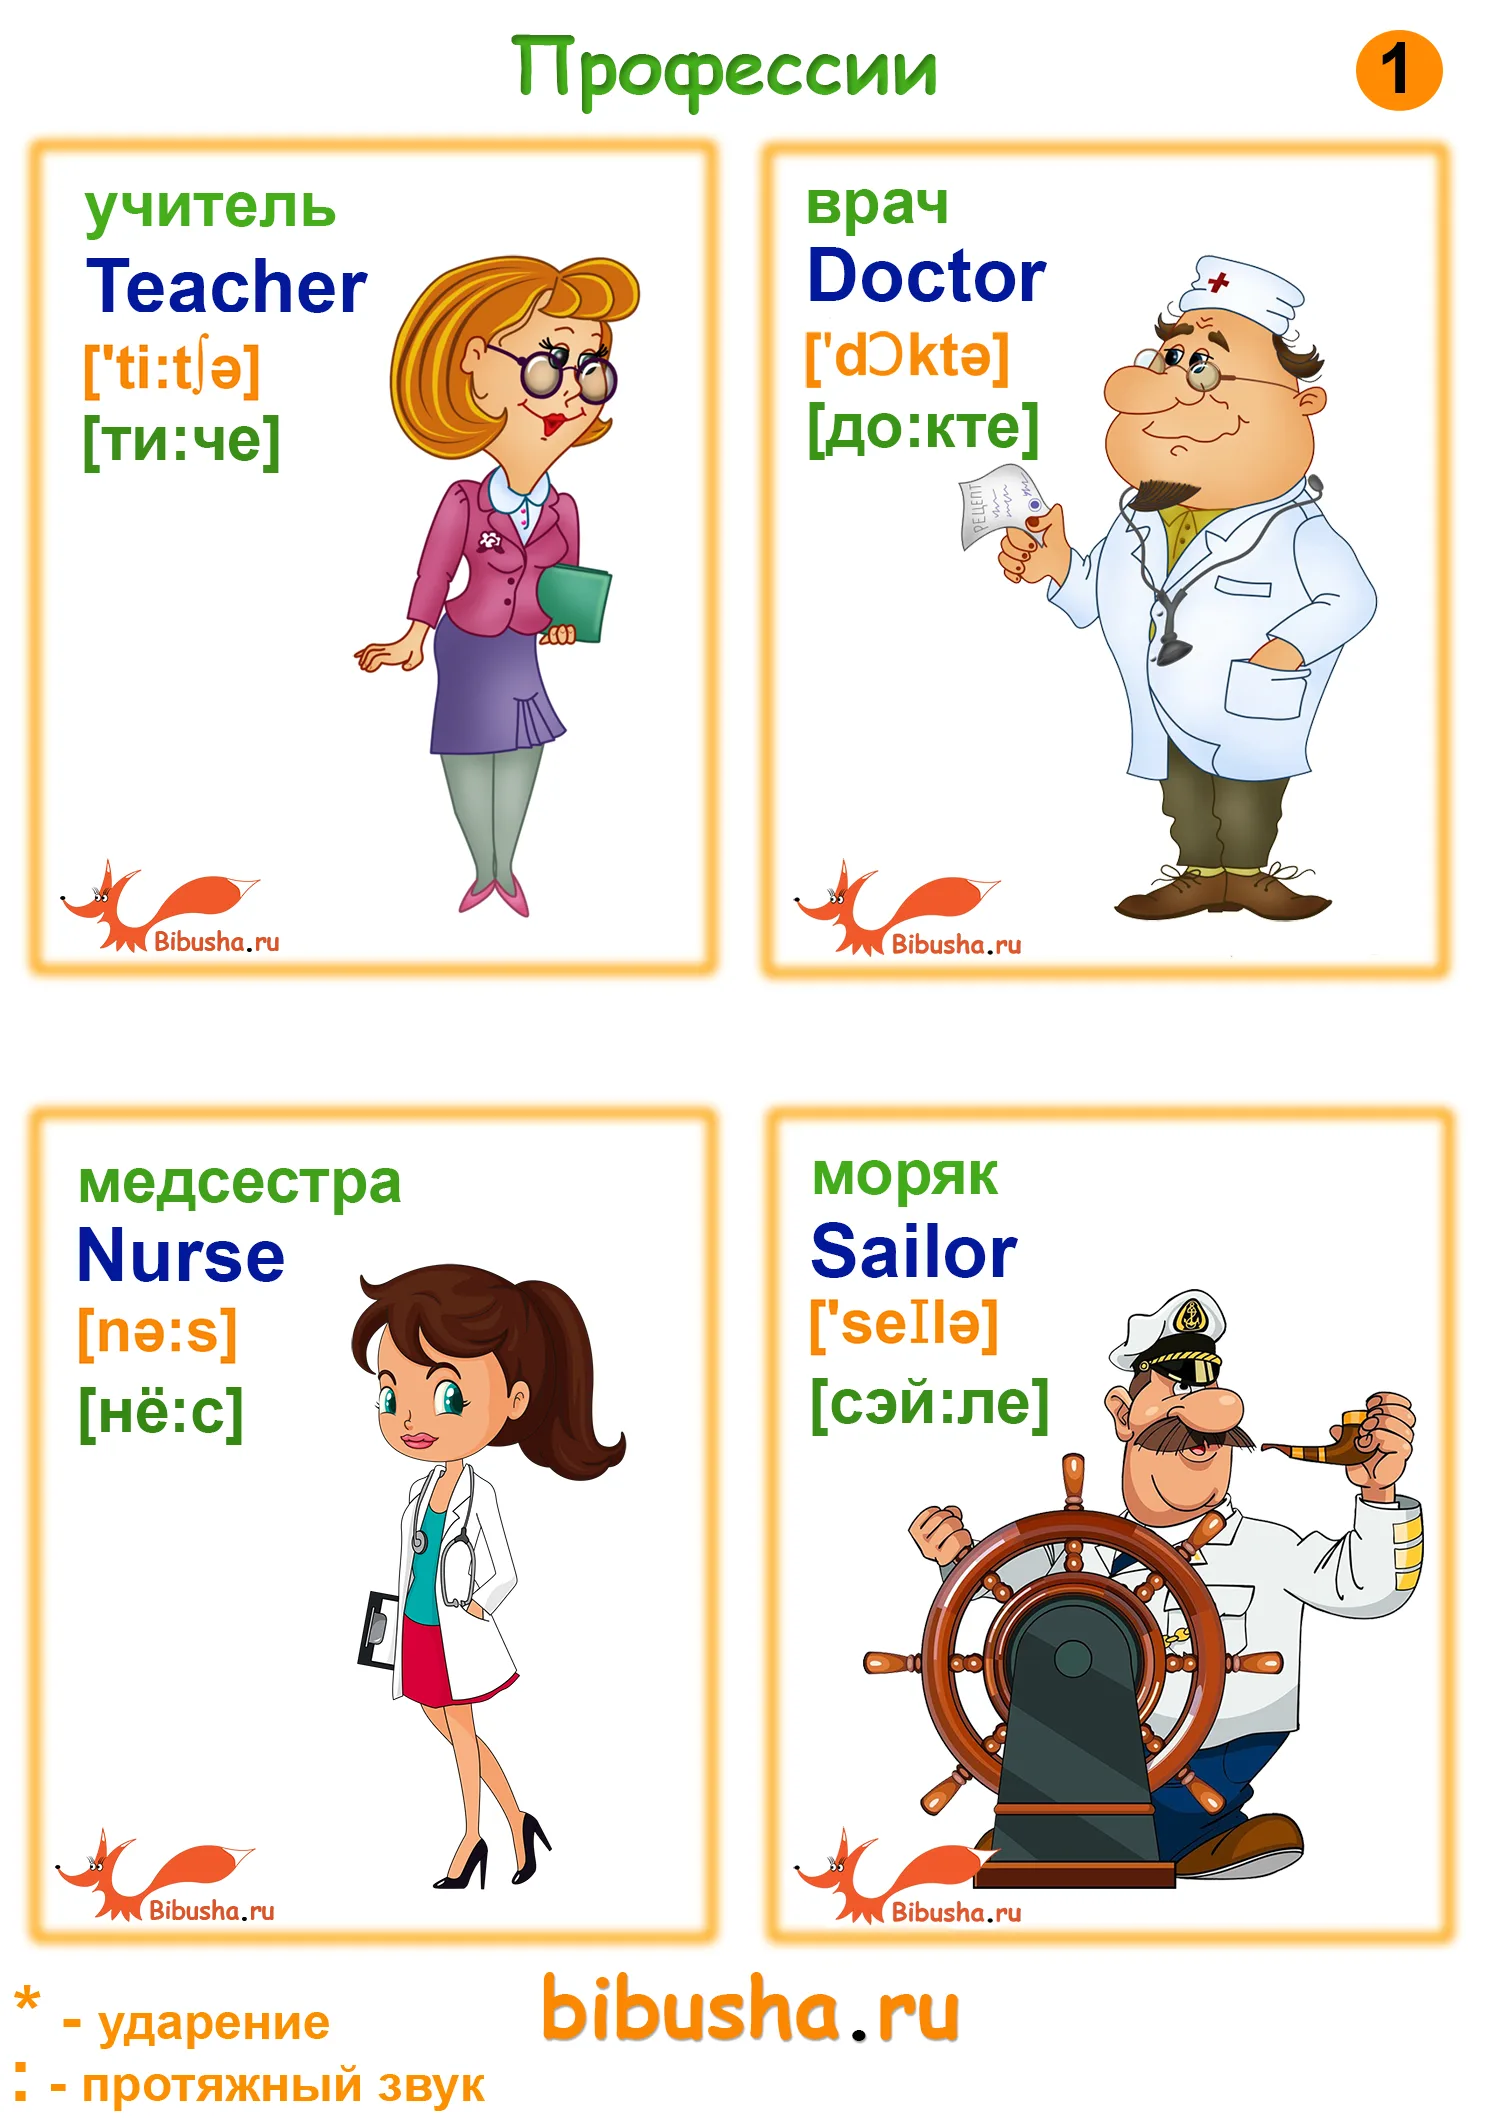 Профессии
1
учитель
Teacher
['ti:tʃə]
[ти:че]
Bibusha.ru
врач
Doctor
['dɔktə]
[до:кте]
РЕЦЕПТ
Bibusha.ru
медсестра
Nurse
[nə:s]
[нё:с]
Bibusha.ru
моряк
Sailor
['seɪlə]
[сэй:ле]
Bibusha.ru
* - ударение
: - протяжный звук
bibusha.ru